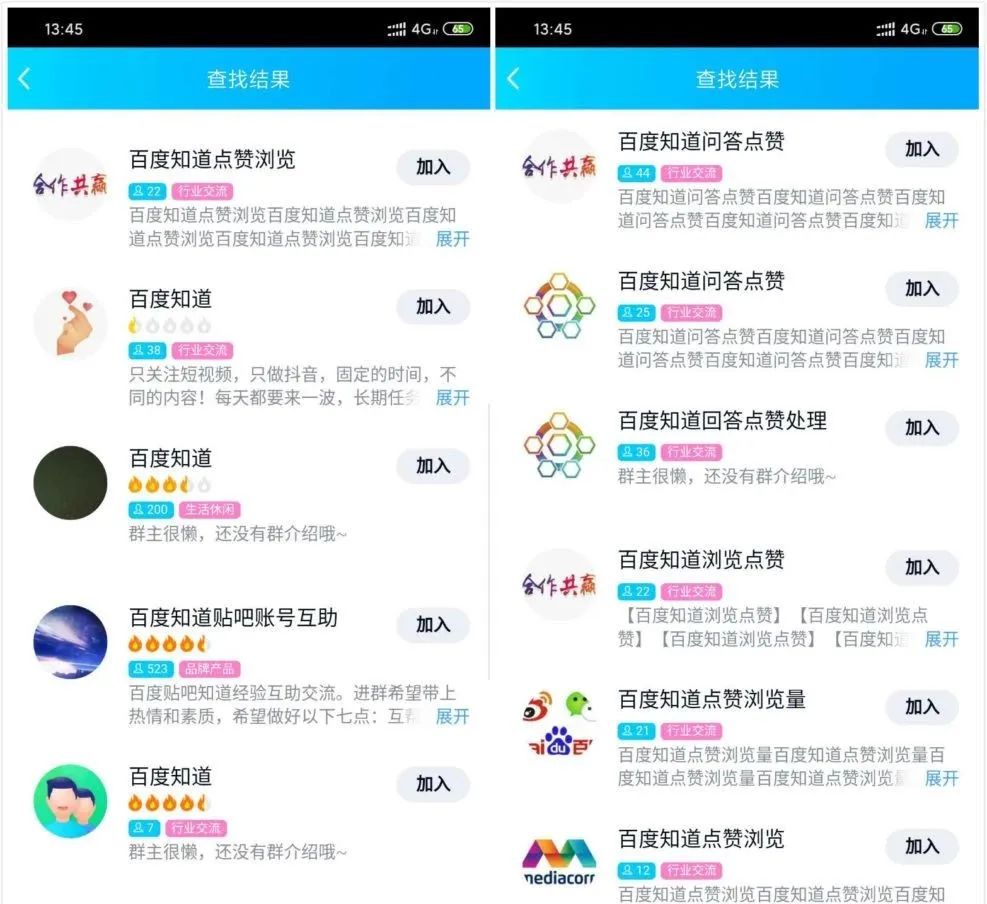 13:45
4G
65
查找结果
合作共赢
百度知道点赞浏览
加入
22 行业交流
百度知道点赞浏览百度知道点赞浏览百度知
道点赞浏览百度知道点赞浏览百度知道 展开
百度知道
加入
38 行业交流
只关注短视频，只做抖音，固定的时间，不
同的内容！每天都要来一波，长期任务 展开
百度知道
加入
200 生活休闲
群主很懒，还没有群介绍哦~
百度知道贴吧账号互助
加入
523 品牌产品
百度贴吧知道经验互助交流。进群希望带上
热情和素质，希望做好以下七点：互帮 展开
百度知道
加入
7 行业交流
群主很懒，还没有群介绍哦~
13:45
4G
65
查找结果
合作共赢
百度知道问答点赞
加入
44 行业交流
百度知道问答点赞百度知道问答点赞百度知
道问答点赞百度知道问答点赞百度知道 展开
百度知道问答点赞
加入
25 行业交流
百度知道问答点赞百度知道问答点赞百度知
道问答点赞百度知道问答点赞百度知道 展开
百度知道回答点赞处理
加入
36 行业交流
群主很懒，还没有群介绍哦~
合作共赢
百度知道浏览点赞
加入
22 行业交流
【百度知道浏览点赞】【百度知道浏览点
赞】【百度知道浏览点赞】【百度知道 展开
百度知道点赞浏览量
加入
21 行业交流
ai du 百
百度知道点赞浏览量百度知道点赞浏览量百
度知道点赞浏览量百度知道点赞浏览量 展开
百度知道点赞浏览
加入
12 行业交流
mediacorp
百度知道点赞浏览百度知道点赞浏览百度知